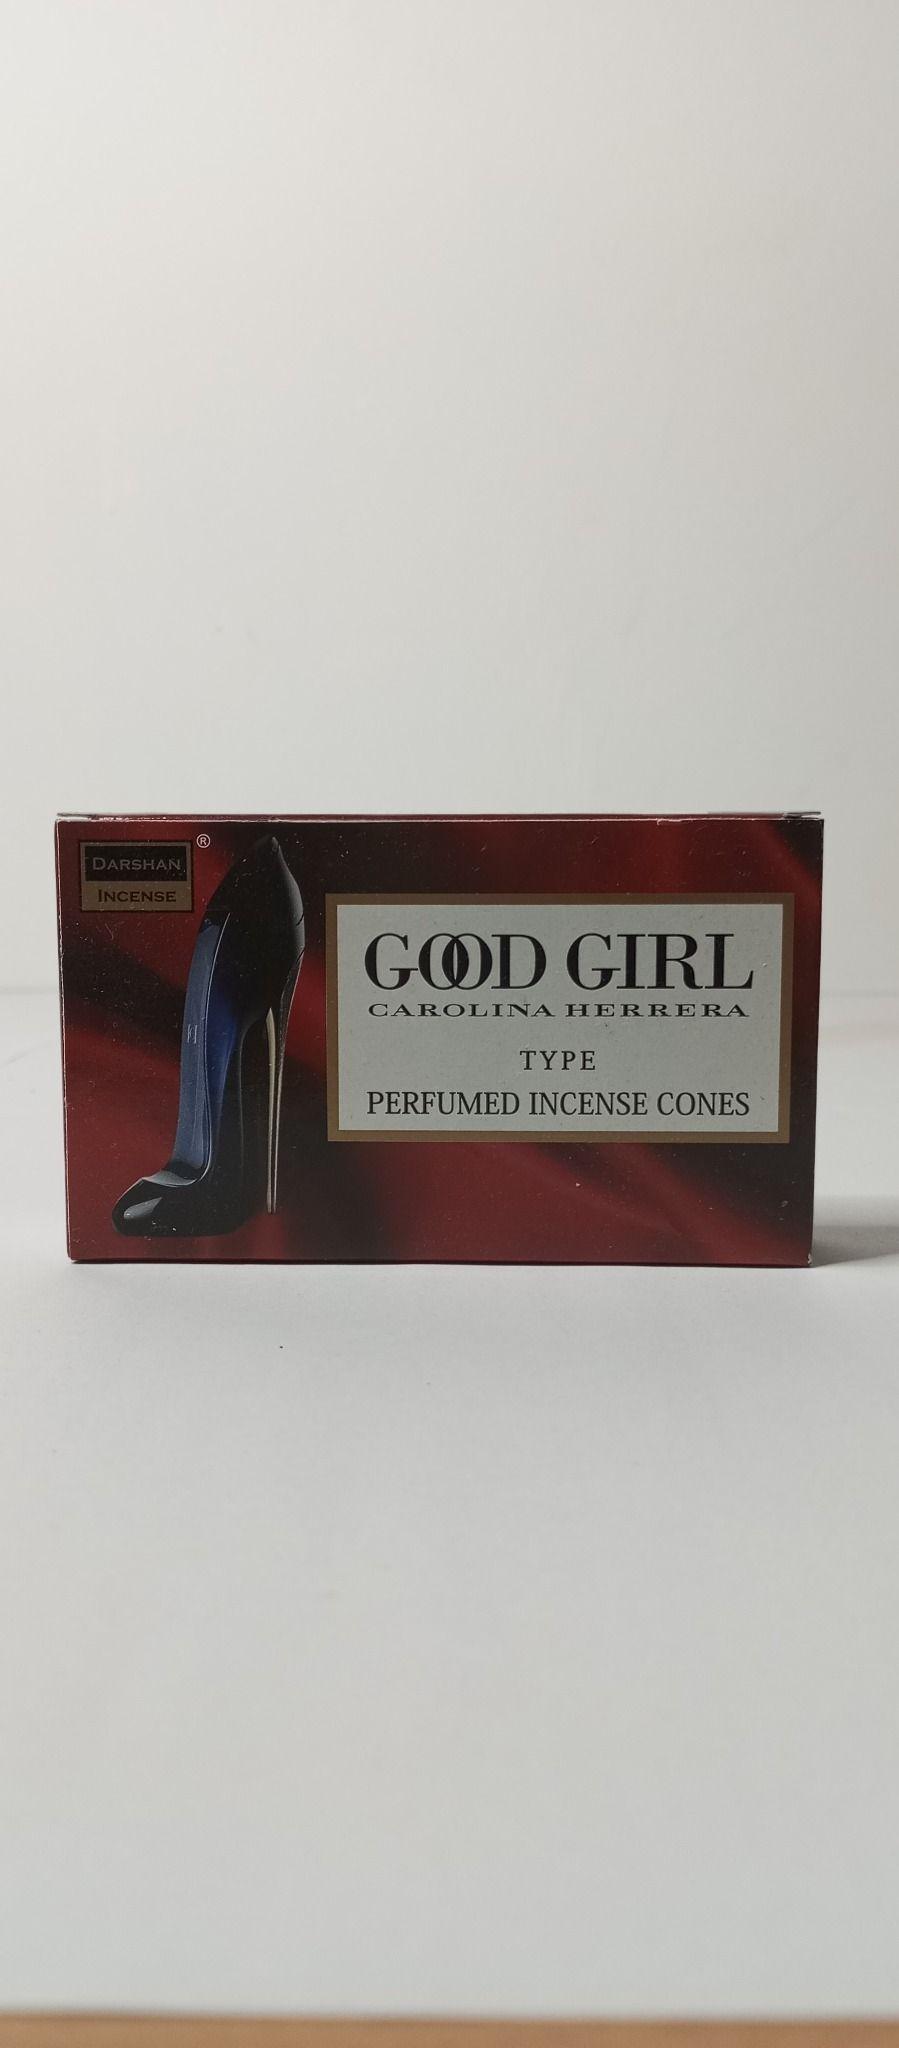 DARSHAN
INCENSE
®
GOOD GIRL
CAROLINA HERRERA
TYPE
PERFUMED INCENSE CONES